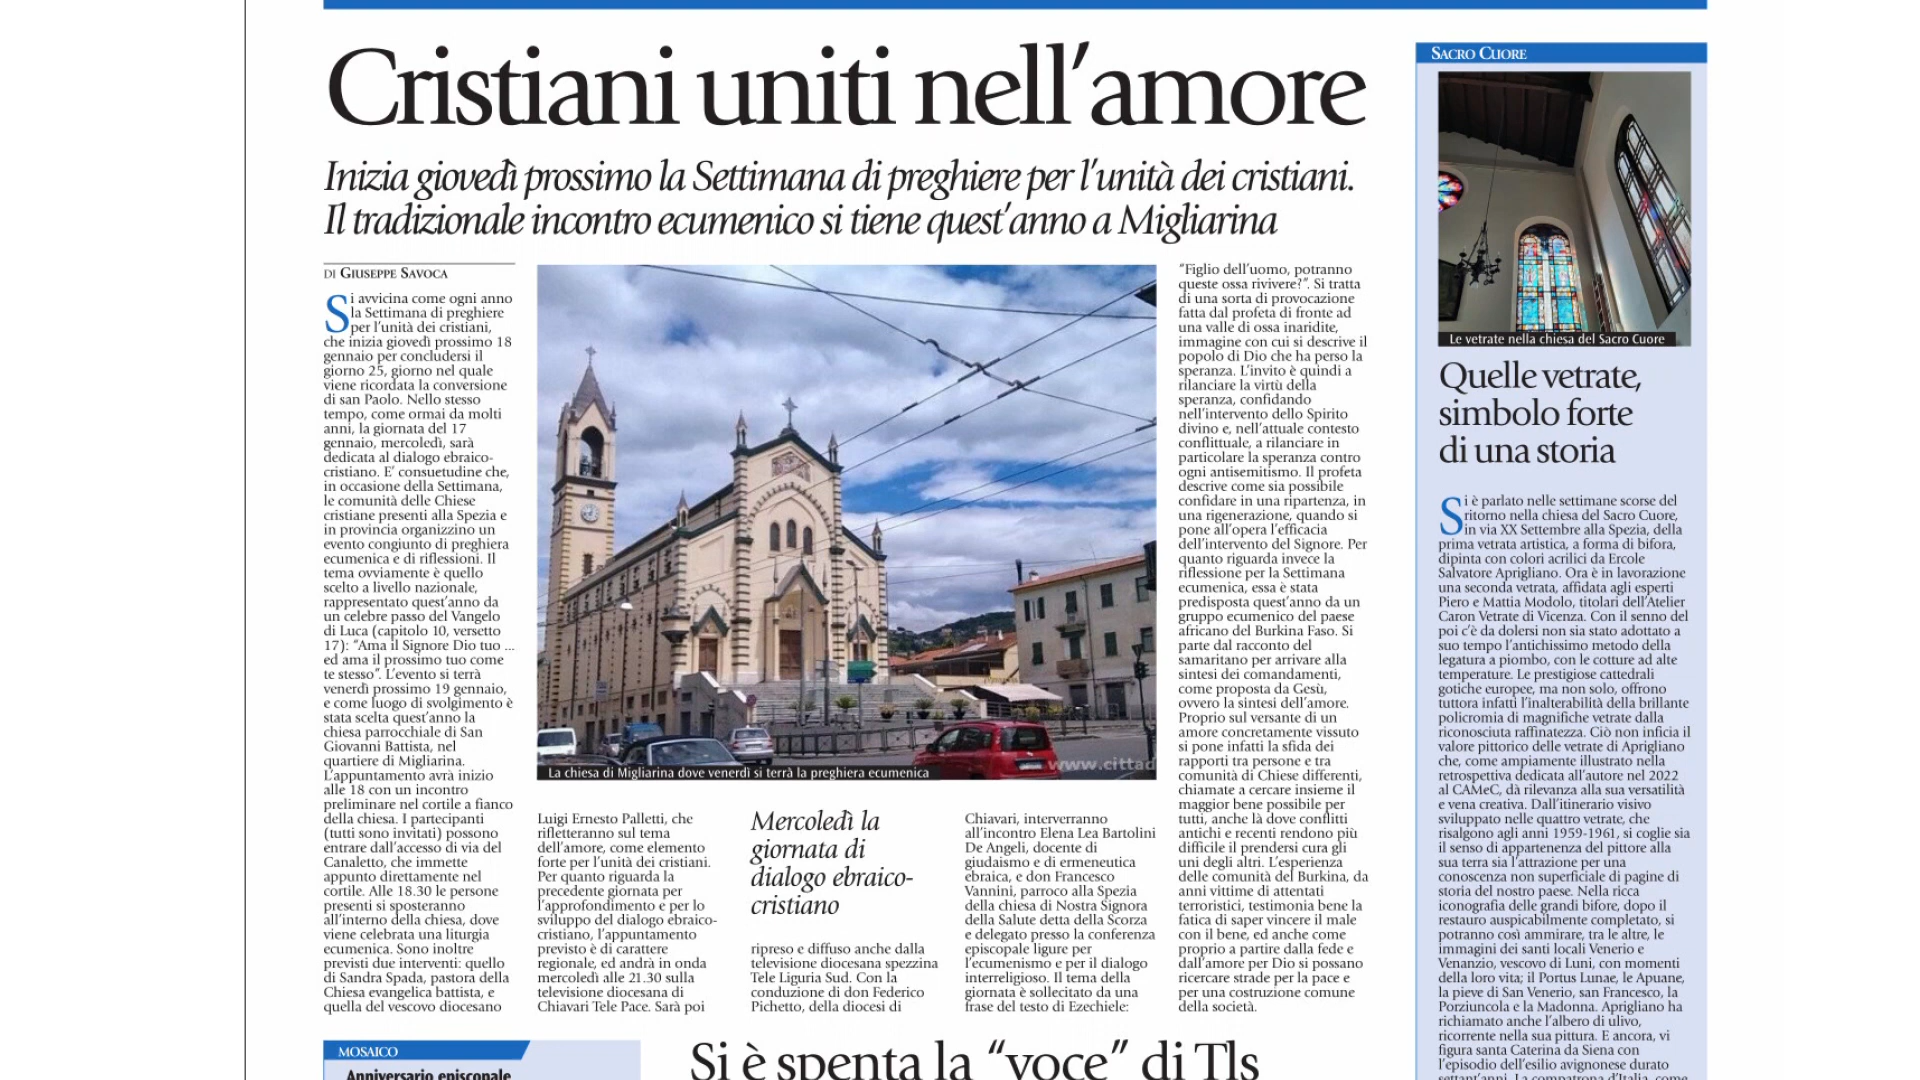 Cristiani uniti nell'amore
Inizia giovedì prossimo la Settimana di preghiere per l'unità dei cristiani.
Il tradizionale incontro ecumenico si tiene quest'anno a Migliarina
DI GIUSEPPE SAVOCA
Si avvicina come ogni anno
la Settimana di preghiere
per l'unità dei cristiani,
che inizia giovedì prossimo 18
gennaio per concludersi il
giorno 25, giorno nel quale
viene ricordata la conversione
di san Paolo. Nello stesso
tempo, come ormai da molti
anni, la giornata del 17
gennaio, mercoledì, sarà
dedicata al dialogo ebraico-
cristiano. E' consuetudine che,
in occasione della Settimana,
le comunità delle Chiese
cristiane presenti alla Spezia e
in provincia organizzino un
evento congiunto di preghiera
ecumenica e di riflessioni. Il
tema ovviamente è quello
scelto a livello nazionale,
rappresentato quest'anno da
un celebre passo del Vangelo
di Luca (capitolo 10, versetto
17): "Ama il Signore Dio tuo ...
ed ama il prossimo tuo come
te stesso". L'evento si terrà
venerdì prossimo 19 gennaio,
e come luogo di svolgimento è
stata scelta quest'anno la
chiesa parrocchiale di San
Giovanni Battista, nel
quartiere di Migliarina.
L'appuntamento avrà inizio
alle 18 con un incontro
preliminare nel cortile a fianco
della chiesa. I partecipanti
(tutti sono invitati) possono
entrare dall'accesso di via del
Canaletto, che immette
appunto direttamente nel
cortile. Alle 18.30 le persone
presenti si sposteranno
all'interno della chiesa, dove
viene celebrata una liturgia
ecumenica. Sono inoltre
previsti due interventi: quello
di Sandra Spada, pastora della
Chiesa evangelica battista, e
quella del vescovo diocesano
www.cittad
La chiesa di Migliarina dove venerdì si terrà la preghiera ecumenica
Luigi Ernesto Palletti, che
rifletteranno sul tema
dell'amore, come elemento
forte per l'unità dei cristiani.
Per quanto riguarda la
precedente giornata per
l'approfondimento e per lo
sviluppo del dialogo ebraico-
cristiano, l'appuntamento
previsto è di carattere
regionale, ed andrà in onda
mercoledì alle 21.30 sulla
televisione diocesana di
Chiavari Tele Pace. Sarà poi
Mercoledì la
giornata di
dialogo ebraico-
cristiano
ripreso e diffuso anche dalla
televisione diocesana spezzina
Tele Liguria Sud. Con la
conduzione di don Federico
Pichetto, della diocesi di
Chiavari, interverranno
all'incontro Elena Lea Bartolini
De Angeli, docente di
giudaismo e di ermeneutica
ebraica, e don Francesco
Vannini, parroco alla Spezia
della chiesa di Nostra Signora
della Salute detta della Scorza
e delegato presso la conferenza
episcopale ligure per
l'ecumenismo e per il dialogo
interreligioso. Il tema della
giornata è sollecitato da una
frase del testo di Ezechiele:
"Figlio dell'uomo, potranno
queste ossa rivivere?". Si tratta
di una sorta di provocazione
fatta dal profeta di fronte ad
una valle di ossa inaridite,
immagine con cui si descrive il
popolo di Dio che ha perso la
speranza. L'invito è quindi a
rilanciare la virtù della
speranza, confidando
nell'intervento dello Spirito
divino e, nell'attuale contesto
conflittuale, a rilanciare in
particolare la speranza contro
ogni antisemitismo. Il profeta
descrive come sia possibile
confidare in una ripartenza, in
una rigenerazione, quando si
pone all'opera l'efficacia
dell'intervento del Signore. Per
quanto riguarda invece la
riflessione per la Settimana
ecumenica, essa è stata
predisposta quest'anno da un
gruppo ecumenico del paese
africano del Burkina Faso. Si
parte dal racconto del
samaritano per arrivare alla
sintesi dei comandamenti,
come proposta da Gesù,
ovvero la sintesi dell'amore.
Proprio sul versante di un
amore concretamente vissuto
si pone infatti la sfida dei
rapporti tra persone e tra
comunità di Chiese differenti,
chiamate a cercare insieme il
maggior bene possibile per
tutti, anche là dove conflitti
antichi e recenti rendono più
difficile il prendersi cura gli
uni degli altri. L'esperienza
delle comunità del Burkina, da
anni vittime di attentati
terroristici, testimonia bene la
fatica di saper vincere il male
con il bene, ed anche come
proprio a partire dalla fede e
dall'amore per Dio si possano
ricercare strade per la pace e
per una costruzione comune
della società.
SACRO CUORE
Le vetrate nella chiesa del Sacro Cuore
Quelle vetrate,
simbolo forte
di una storia
Si è parlato nelle settimane scorse del
ritorno nella chiesa del Sacro Cuore,
in via XX Settembre alla Spezia, della
prima vetrata artistica, a forma di bifora,
dipinta con colori acrilici da Ercole
Salvatore Aprigliano. Ora è in lavorazione
una seconda vetrata, affidata agli esperti
Piero e Mattia Modolo, titolari dell'Atelier
Caron Vetrate di Vicenza. Con il senno del
poi c'è da dolersi non sia stato adottato a
suo tempo l'antichissimo metodo della
legatura a piombo, con le cotture ad alte
temperature. Le prestigiose cattedrali
gotiche europee, ma non solo, offrono
tuttora infatti l'inalterabilità della brillante
policromia di magnifiche vetrate dalla
riconosciuta raffinatezza. Ciò non inficia il
valore pittorico delle vetrate di Aprigliano
che, come ampiamente illustrato nella
retrospettiva dedicata all'autore nel 2022
al CAMeC, dà rilevanza alla sua versatilità
e vena creativa. Dall'itinerario visivo
sviluppato nelle quattro vetrate, che
risalgono agli anni 1959-1961, si coglie sia
il senso di appartenenza del pittore alla
sua terra sia l'attrazione per una
conoscenza non superficiale di pagine di
storia del nostro paese. Nella ricca
iconografia delle grandi bifore, dopo il
restauro auspicabilmente completato, si
potranno così ammirare, tra le altre, le
immagini dei santi locali Venerio e
Venanzio, vescovo di Luni, con momenti
della loro vita; il Portus Lunae, le Apuane,
la pieve di San Venerio, san Francesco, la
Porziuncola e la Madonna. Aprigliano ha
richiamato anche l'albero di ulivo,
ricorrente nella sua pittura. E ancora, vi
figura santa Caterina da Siena con
l'episodio dell'esilio avignonese durato
settant'anni. La compatrona d'Italia, come
MOSAICO
Anniversario episcopale
Si è spenta la "voce" di Tls